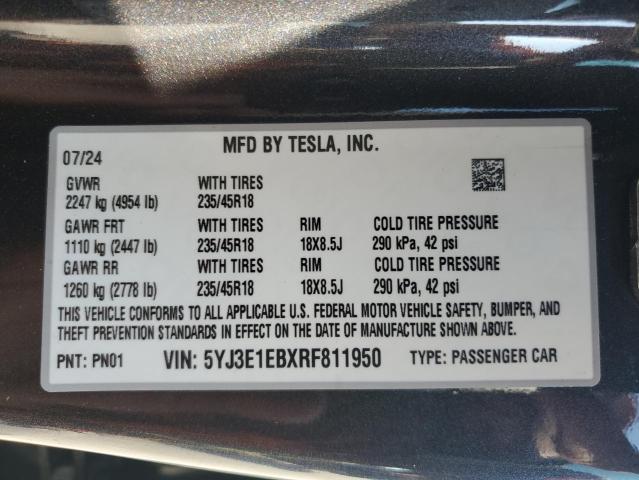 MFD BY TESLA, INC.
07/24
GVWR WITH TIRES
2247 kg (4954 lb) 235/45R18
GAWR FRT WITH TIRES RIM COLD TIRE PRESSURE
1110 kg (2447 lb) 235/45R18 18X8.5J 290 kPa, 42 psi
GAWR RR WITH TIRES RIM COLD TIRE PRESSURE
1260 kg (2778 lb) 235/45R18 18X8.5J 290 kPa, 42 psi
THIS VEHICLE CONFORMS TO ALL APPLICABLE U.S. FEDERAL MOTOR VEHICLE SAFETY, BUMPER, AND
THEFT PREVENTION STANDARDS IN EFFECT ON THE DATE OF MANUFACTURE SHOWN ABOVE.
PNT: PN01 VIN: 5YJ3E1EBXRF811950 TYPE: PASSENGER CAR